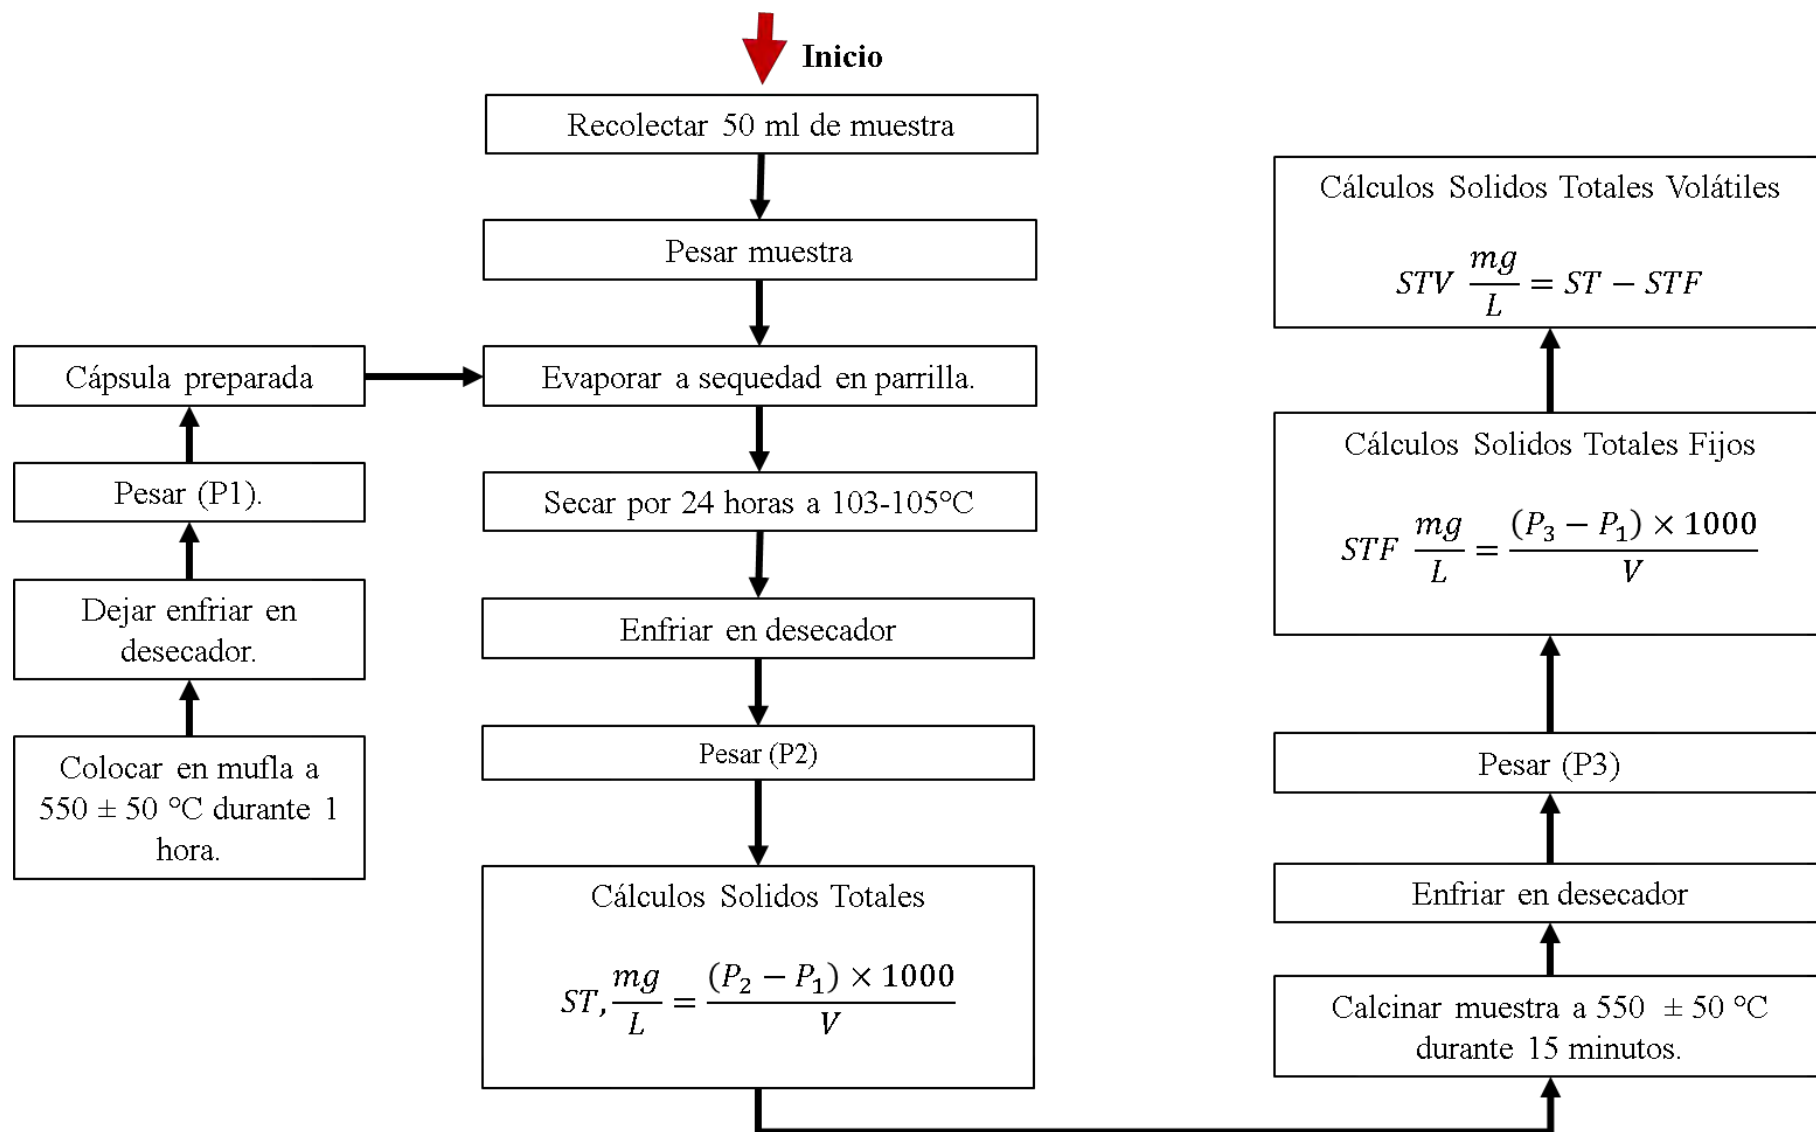 Inicio
Recolectar 50 ml de muestra
Pesar muestra
Evaporar a sequedad en parrilla.
Secar por 24 horas a 103-105°C
Enfriar en desecador
Pesar (P2)
Cálculos Solidos Totales
ST, mg/L = (P₂ − P₁) × 1000 / V
Cápsula preparada
Pesar (P1).
Dejar enfriar en
desecador.
Colocar en mufla a
550 ± 50 °C durante 1
hora.
Cálculos Solidos Totales Volátiles
STV mg/L = ST − STF
Cálculos Solidos Totales Fijos
STF mg/L = (P₃ − P₁) × 1000 / V
Pesar (P3)
Enfriar en desecador
Calcinar muestra a 550 ± 50 °C
durante 15 minutos.